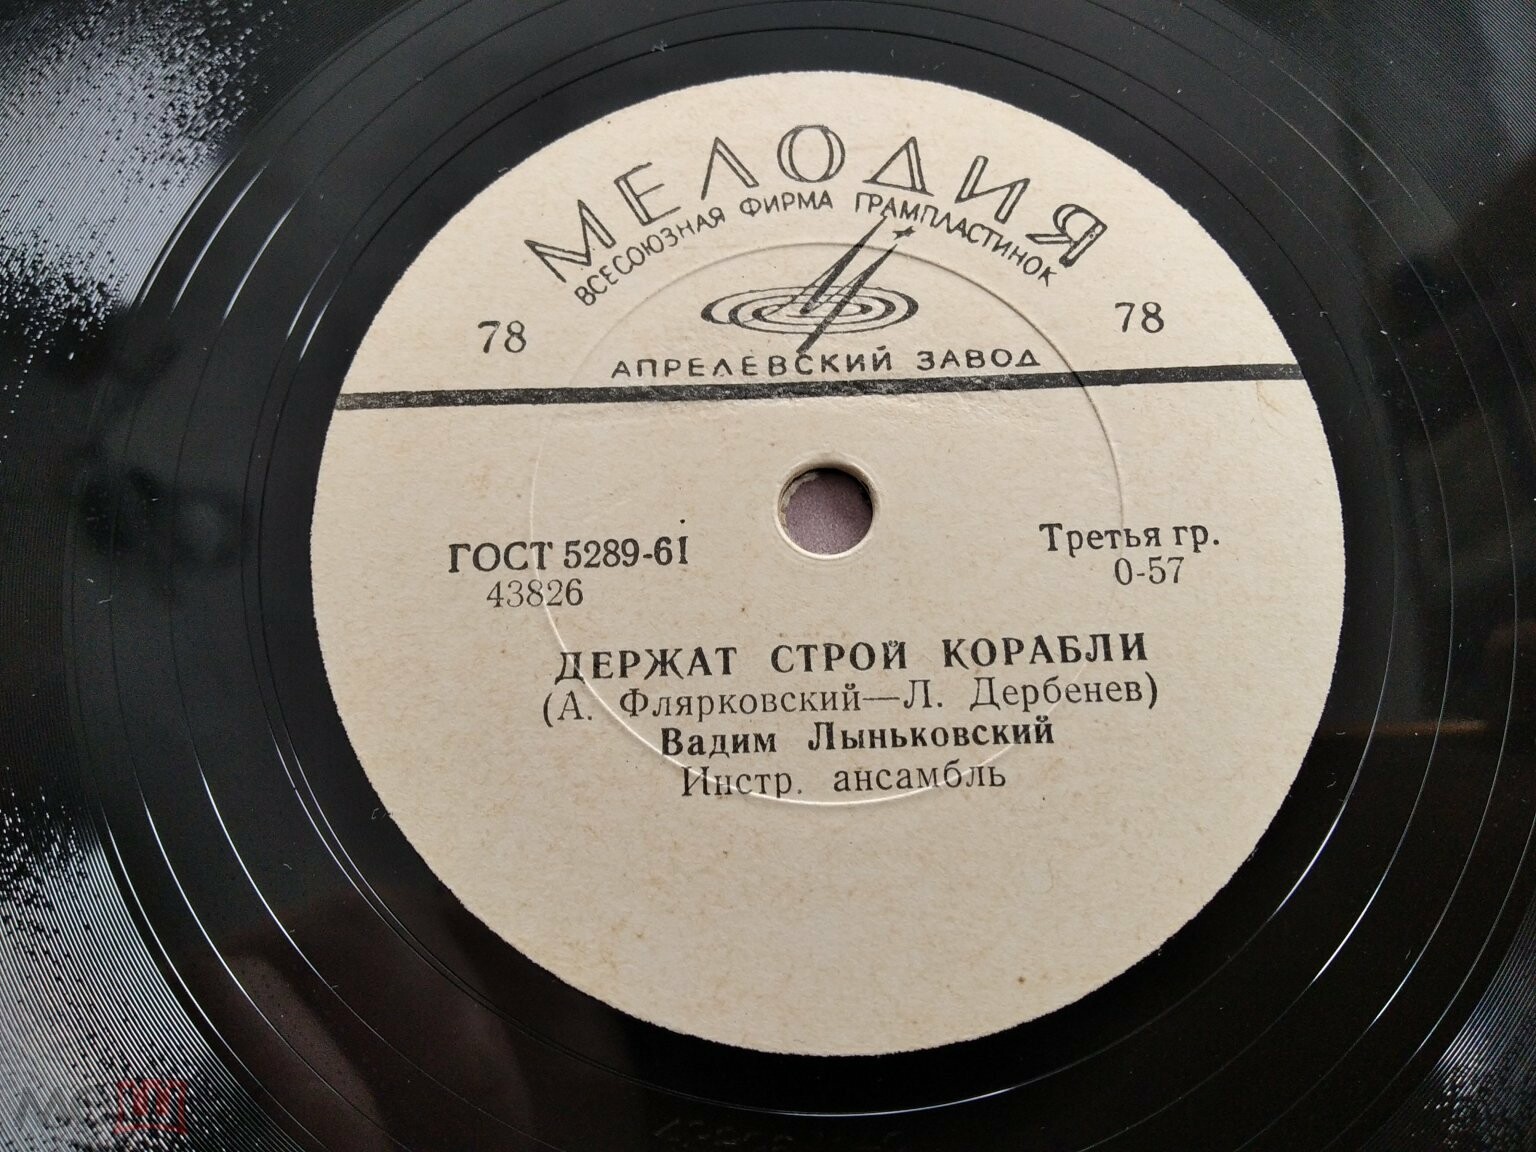 МЕЛОДИЯ
ВСЕСОЮЗНАЯ ФИРМА ГРАМПЛАСТИНОК
78 78
АПРЕЛЕВСКИЙ ЗАВОД
ГОСТ 5289-61 Третья гр.
43826 0-57
ДЕРЖАТ СТРОЙ КОРАБЛИ
(А. Флярковский—Л. Дербенев)
Вадим Лыньковский
Инстр. ансамбль